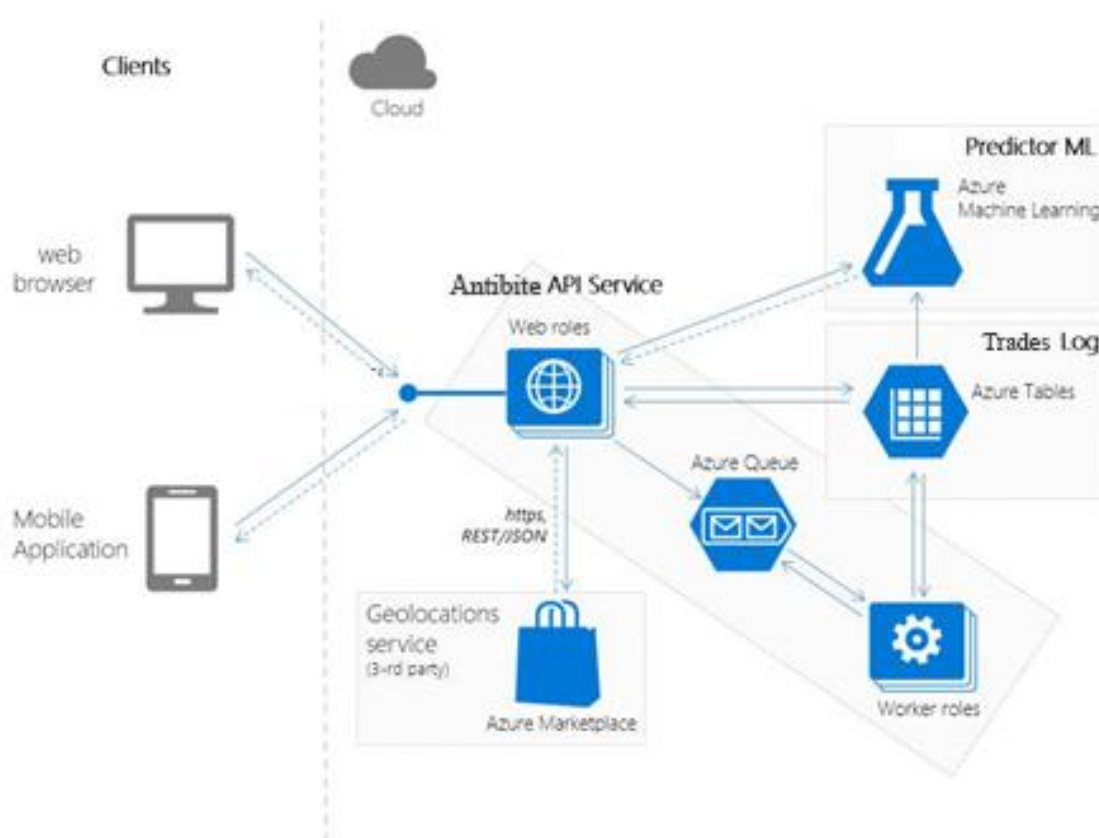 Clients
Cloud
Predictor ML
Azure
Machine Learning
web
browser
Antibite API Service
Web roles
Trades Log
Azure Tables
Azure Queue
Mobile
Application
https,
REST/JSON
Geolocations
service
(3-rd party)
Azure Marketplace
Worker roles